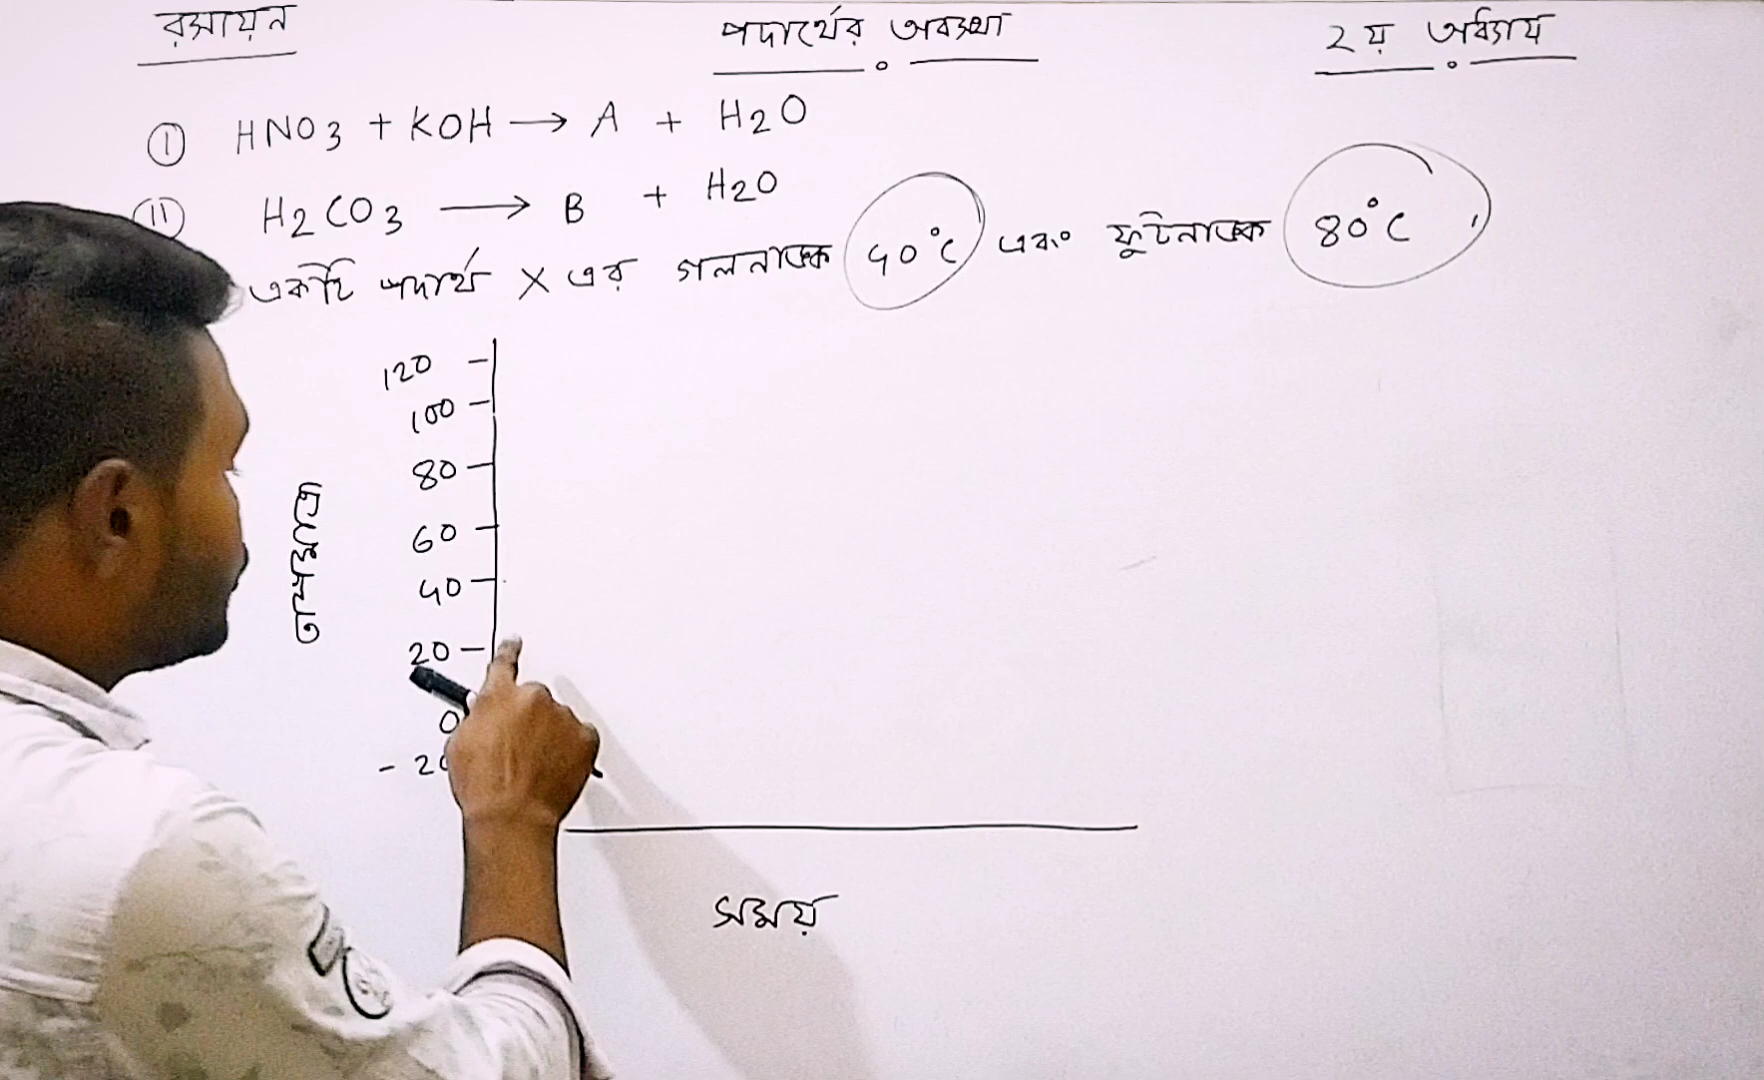 রসায়ন
পদার্থের অবস্থা
২য় অধ্যায়
① HNO3 + KOH → A + H2O
⑪ H2CO3 → B + H2O
একটি পদার্থ X এর গলনাঙ্ক 40°C এবং স্ফুটনাঙ্ক 80°C,
120
100
80
60
40
20
0
তাপমাত্রা
সময়